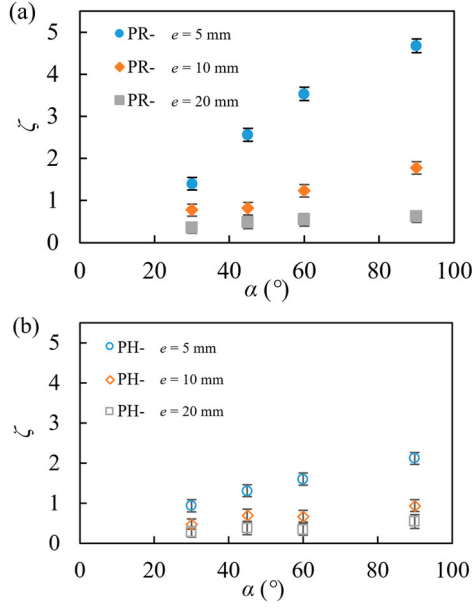 (a)
5
4
3
2
1
0
ζ
PR- e = 5 mm
PR- e = 10 mm
PR- e = 20 mm
0 20 40 60 80 100
α (°)
(b)
5
4
3
2
1
0
ζ
PH- e = 5 mm
PH- e = 10 mm
PH- e = 20 mm
0 20 40 60 80 100
α (°)